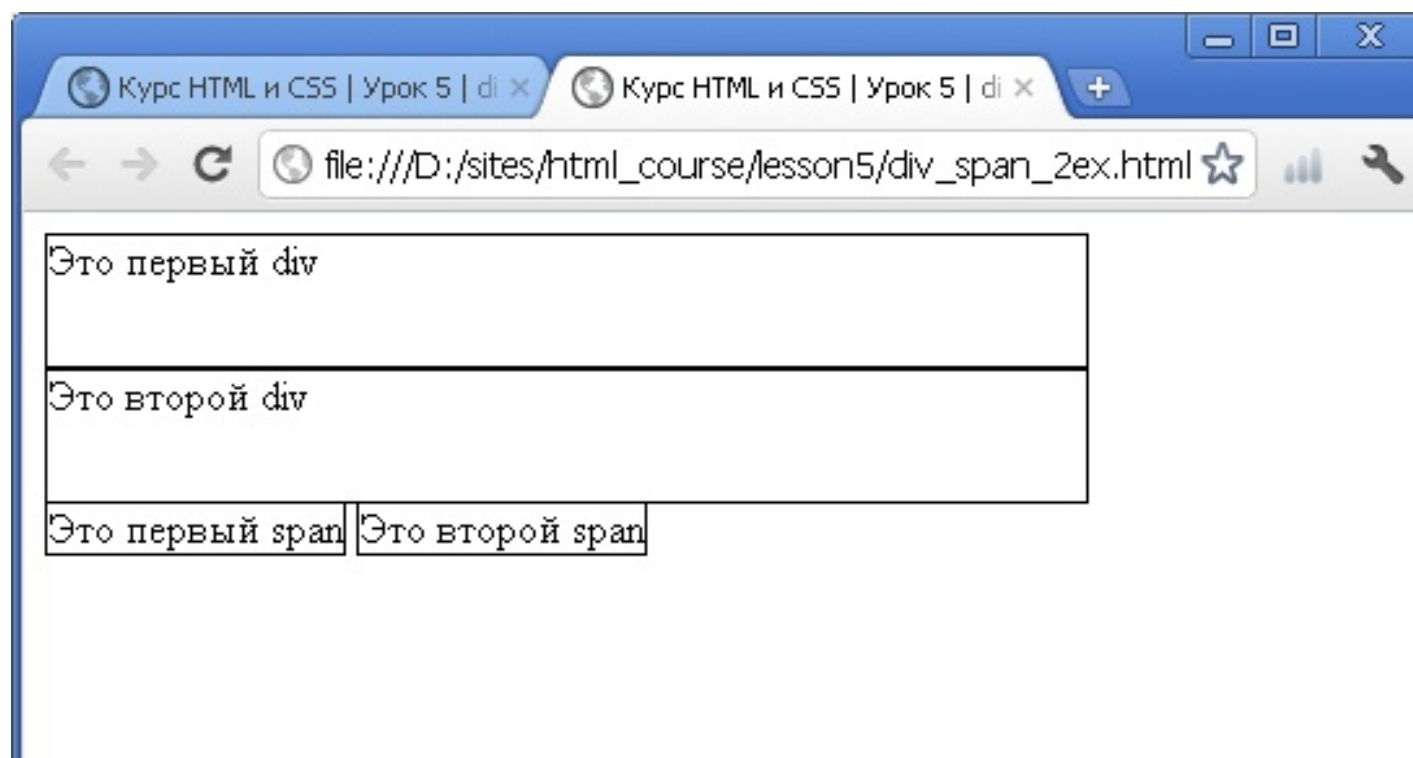 Курс HTML и CSS | Урок 5 | di
Курс HTML и CSS | Урок 5 | di
file:///D:/sites/html_course/lesson5/div_span_2ex.html
Это первый div
Это второй div
Это первый span Это второй span